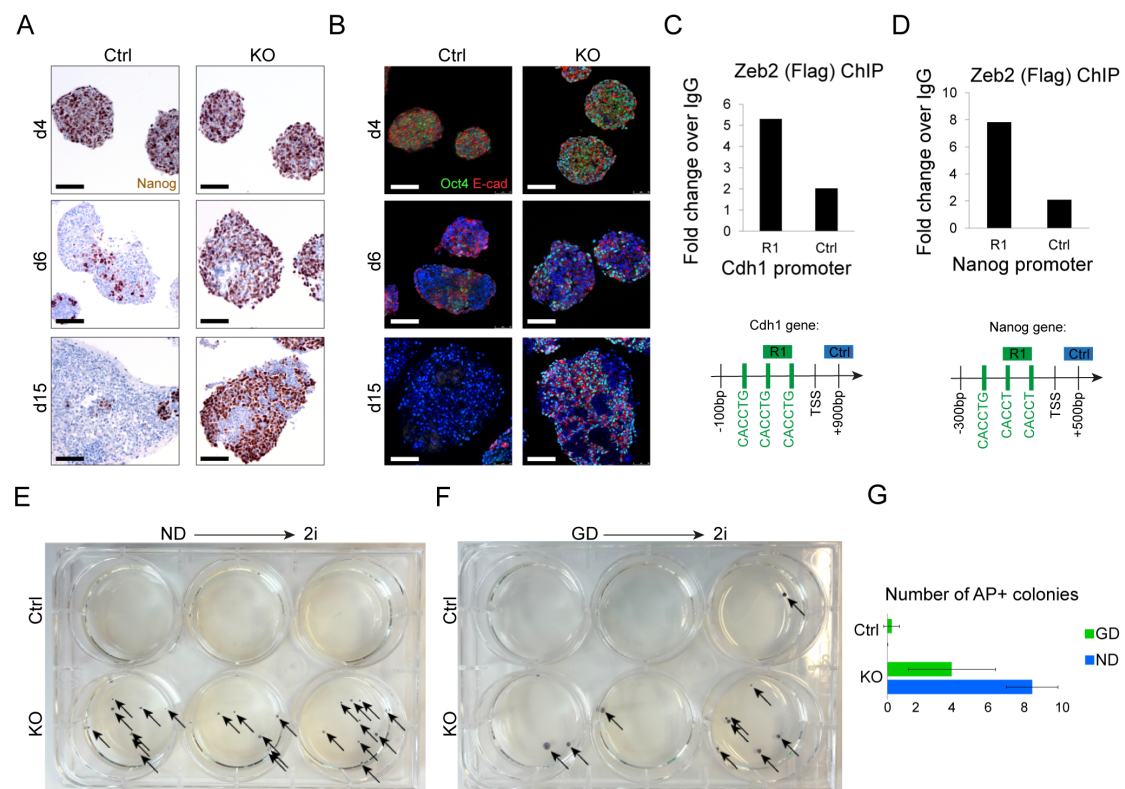 A
Ctrl
KO
d4
Nanog
d6
d15
B
Ctrl
KO
d4
Oct4 E-cad
d6
d15
C
Zeb2 (Flag) ChIP
Fold change over IgG
6
5
4
3
2
1
0
R1
Ctrl
Cdh1 promoter
Cdh1 gene:
R1
Ctrl
-100bp
CACCTG
CACCTG
CACCTG
TSS
+900bp
D
Zeb2 (Flag) ChIP
Fold change over IgG
10
8
6
4
2
0
R1
Ctrl
Nanog promoter
Nanog gene:
R1
Ctrl
-300bp
CACCTG
CACCT
CACCT
TSS
+500bp
E
ND
2i
Ctrl
KO
F
GD
2i
Ctrl
KO
G
Number of AP+ colonies
Ctrl
KO
GD
ND
0
2
4
6
8
10